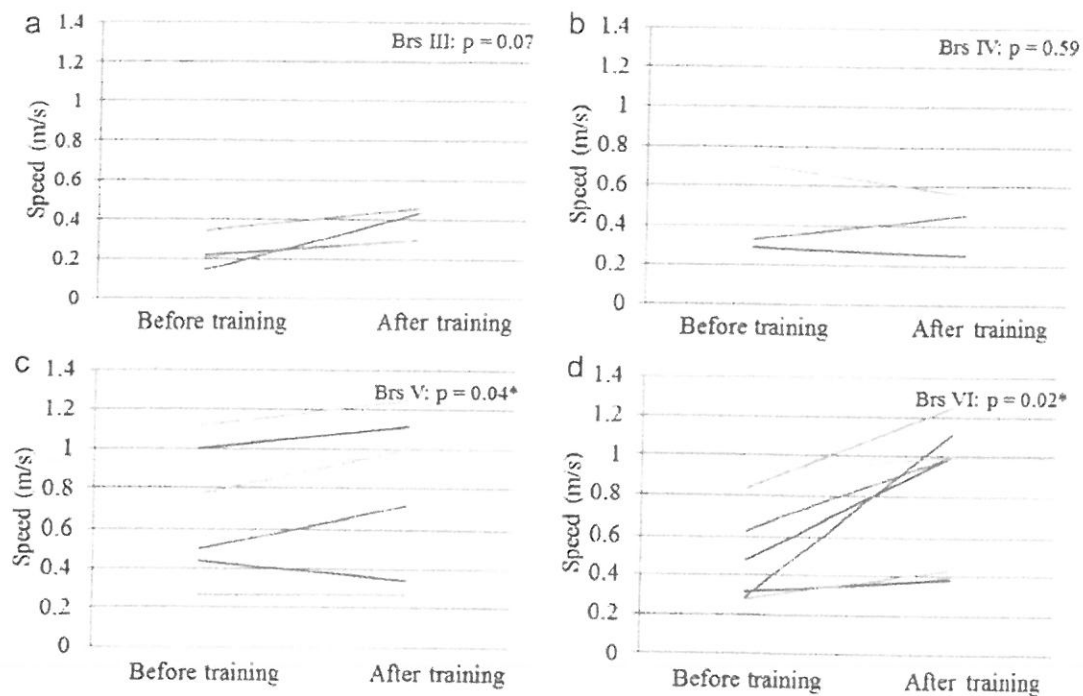 a
1.4
1.2
1
0.8
0.6
0.4
0.2
0
Speed (m/s)
Brs III: p = 0.07
Before training
After training
b
1.4
1.2
1
0.8
0.6
0.4
0.2
0
Speed (m/s)
Brs IV: p = 0.59
Before training
After training
c
1.4
1.2
1
0.8
0.6
0.4
0.2
0
Speed (m/s)
Brs V: p = 0.04*
Before training
After training
d
1.4
1.2
1
0.8
0.6
0.4
0.2
0
Speed (m/s)
Brs VI: p = 0.02*
Before training
After training